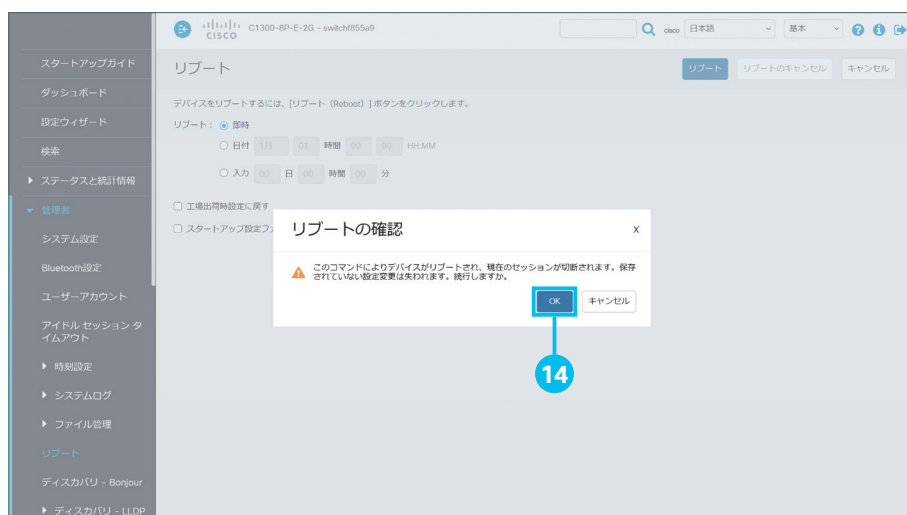 CISCO C1300-8P-E-2G - switchf855a9
cisco 日本語 基本
スタートアップガイド
ダッシュボード
設定ウィザード
検索
ステータスと統計情報
管理者
システム設定
Bluetooth設定
ユーザーアカウント
アイドル セッション タ
イムアウト
時刻設定
システムログ
ファイル管理
リブート
ディスカバリ - Bonjour
ディスカバリ - LLDP
リブート
リブート リブートのキャンセル キャンセル
デバイスをリブートするには、[リブート（Reboot）]ボタンをクリックします。
リブート： 即時
日付 1月 01 時間 00 00 HH:MM
入力 00 日 00 時間 00 分
工場出荷時設定に戻す
スタートアップ設定フ
リブートの確認 x
このコマンドによりデバイスがリブートされ、現在のセッションが切断されます。保存
されていない設定変更は失われます。続行しますか。
OK キャンセル
14